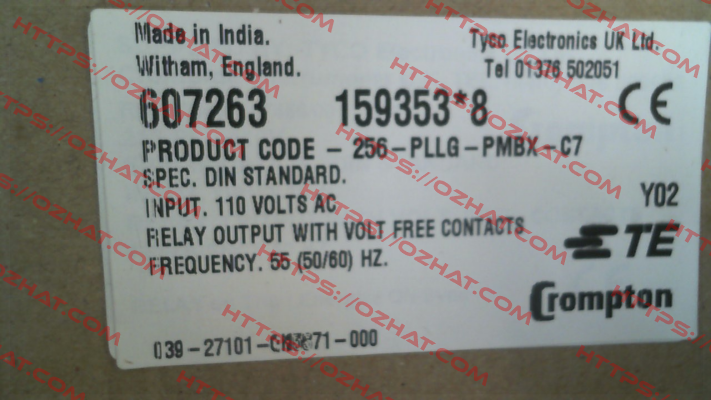 Made in India.
Tyco Electronics UK Ltd.
Witham, England.
Tel 01376 502051
607263 159353*8 CE
PRODUCT CODE - 256-PLLG-PMBX-C7
SPEC. DIN STANDARD.
INPUT. 110 VOLTS AC
Y02
RELAY OUTPUT WITH VOLT FREE CONTACTS
TE
FREQUENCY. 55 (50/60) HZ.
Crompton
HTTPS://OZHAT.COM